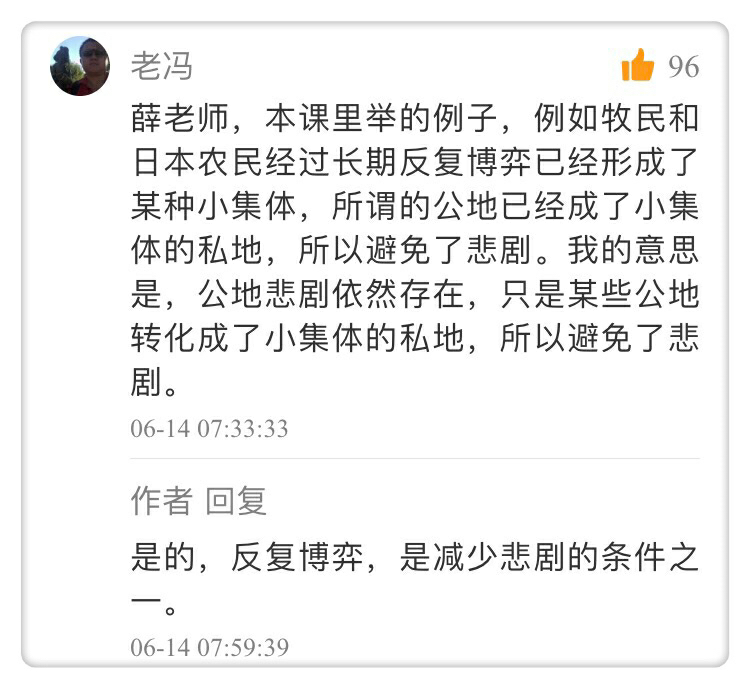 老冯
96
薛老师，本课里举的例子，例如牧民和
日本农民经过长期反复博弈已经形成了
某种小集体，所谓的公地已经成了小集
体的私地，所以避免了悲剧。我的意思
是，公地悲剧依然存在，只是某些公地
转化成了小集体的私地，所以避免了悲
剧。
06-14 07:33:33
作者 回复
是的，反复博弈，是减少悲剧的条件之
一。
06-14 07:59:39